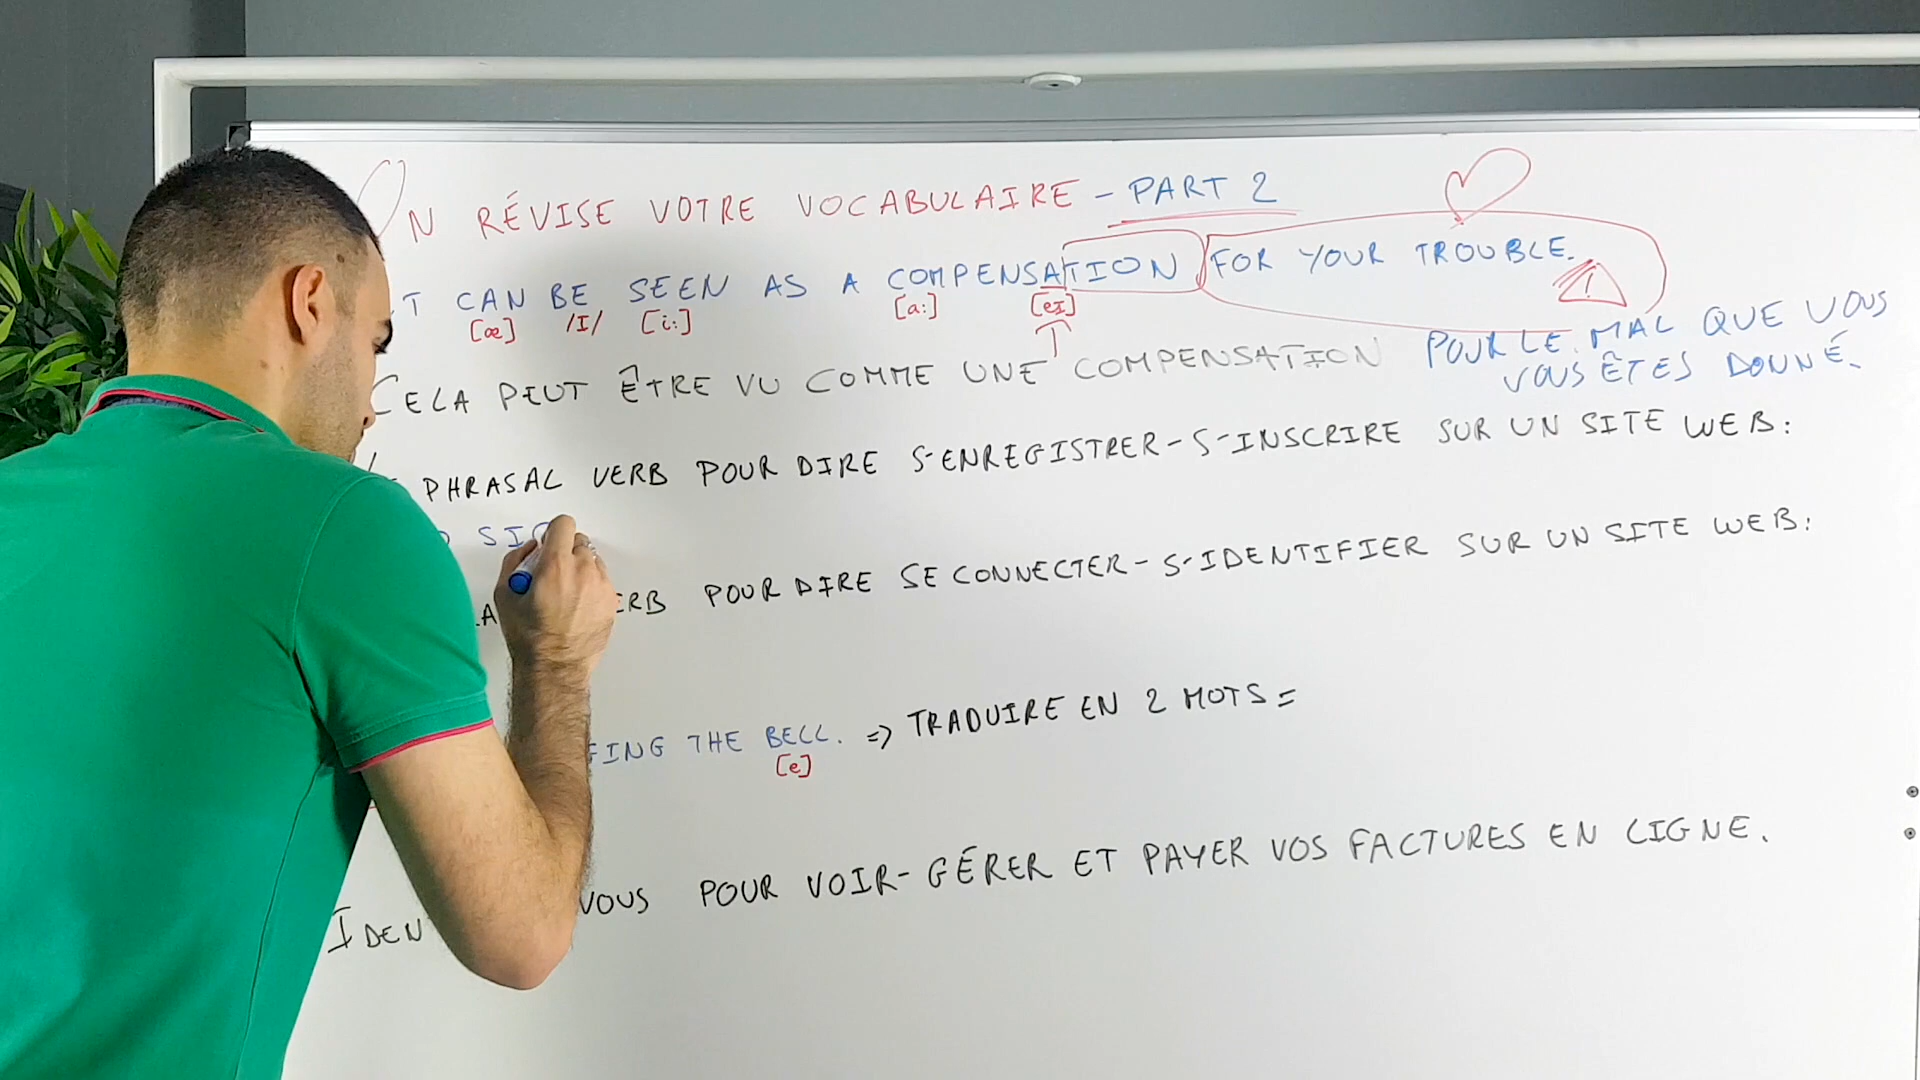 ON RÉVISE VOTRE VOCABULAIRE - PART 2
CAN BE SEEN AS A COMPENSATION FOR YOUR TROUBLE.
[æ] /I/ [i:] [a:] [eI] !
CELA PEUT ÊTRE VU COMME UNE COMPENSATION POUR LE MAL QUE VOUS
VOUS ÊTES DONNÉ.
PHRASAL VERB POUR DIRE S'ENREGISTRER-S'INSCRIRE SUR UN SITE WEB:
POUR DIRE SE CONNECTER-S'IDENTIFIER SUR UN SITE WEB:
THE BELL. => TRADUIRE EN 2 MOTS =
[e]
VOUS POUR VOIR-GÉRER ET PAYER VOS FACTURES EN LIGNE.